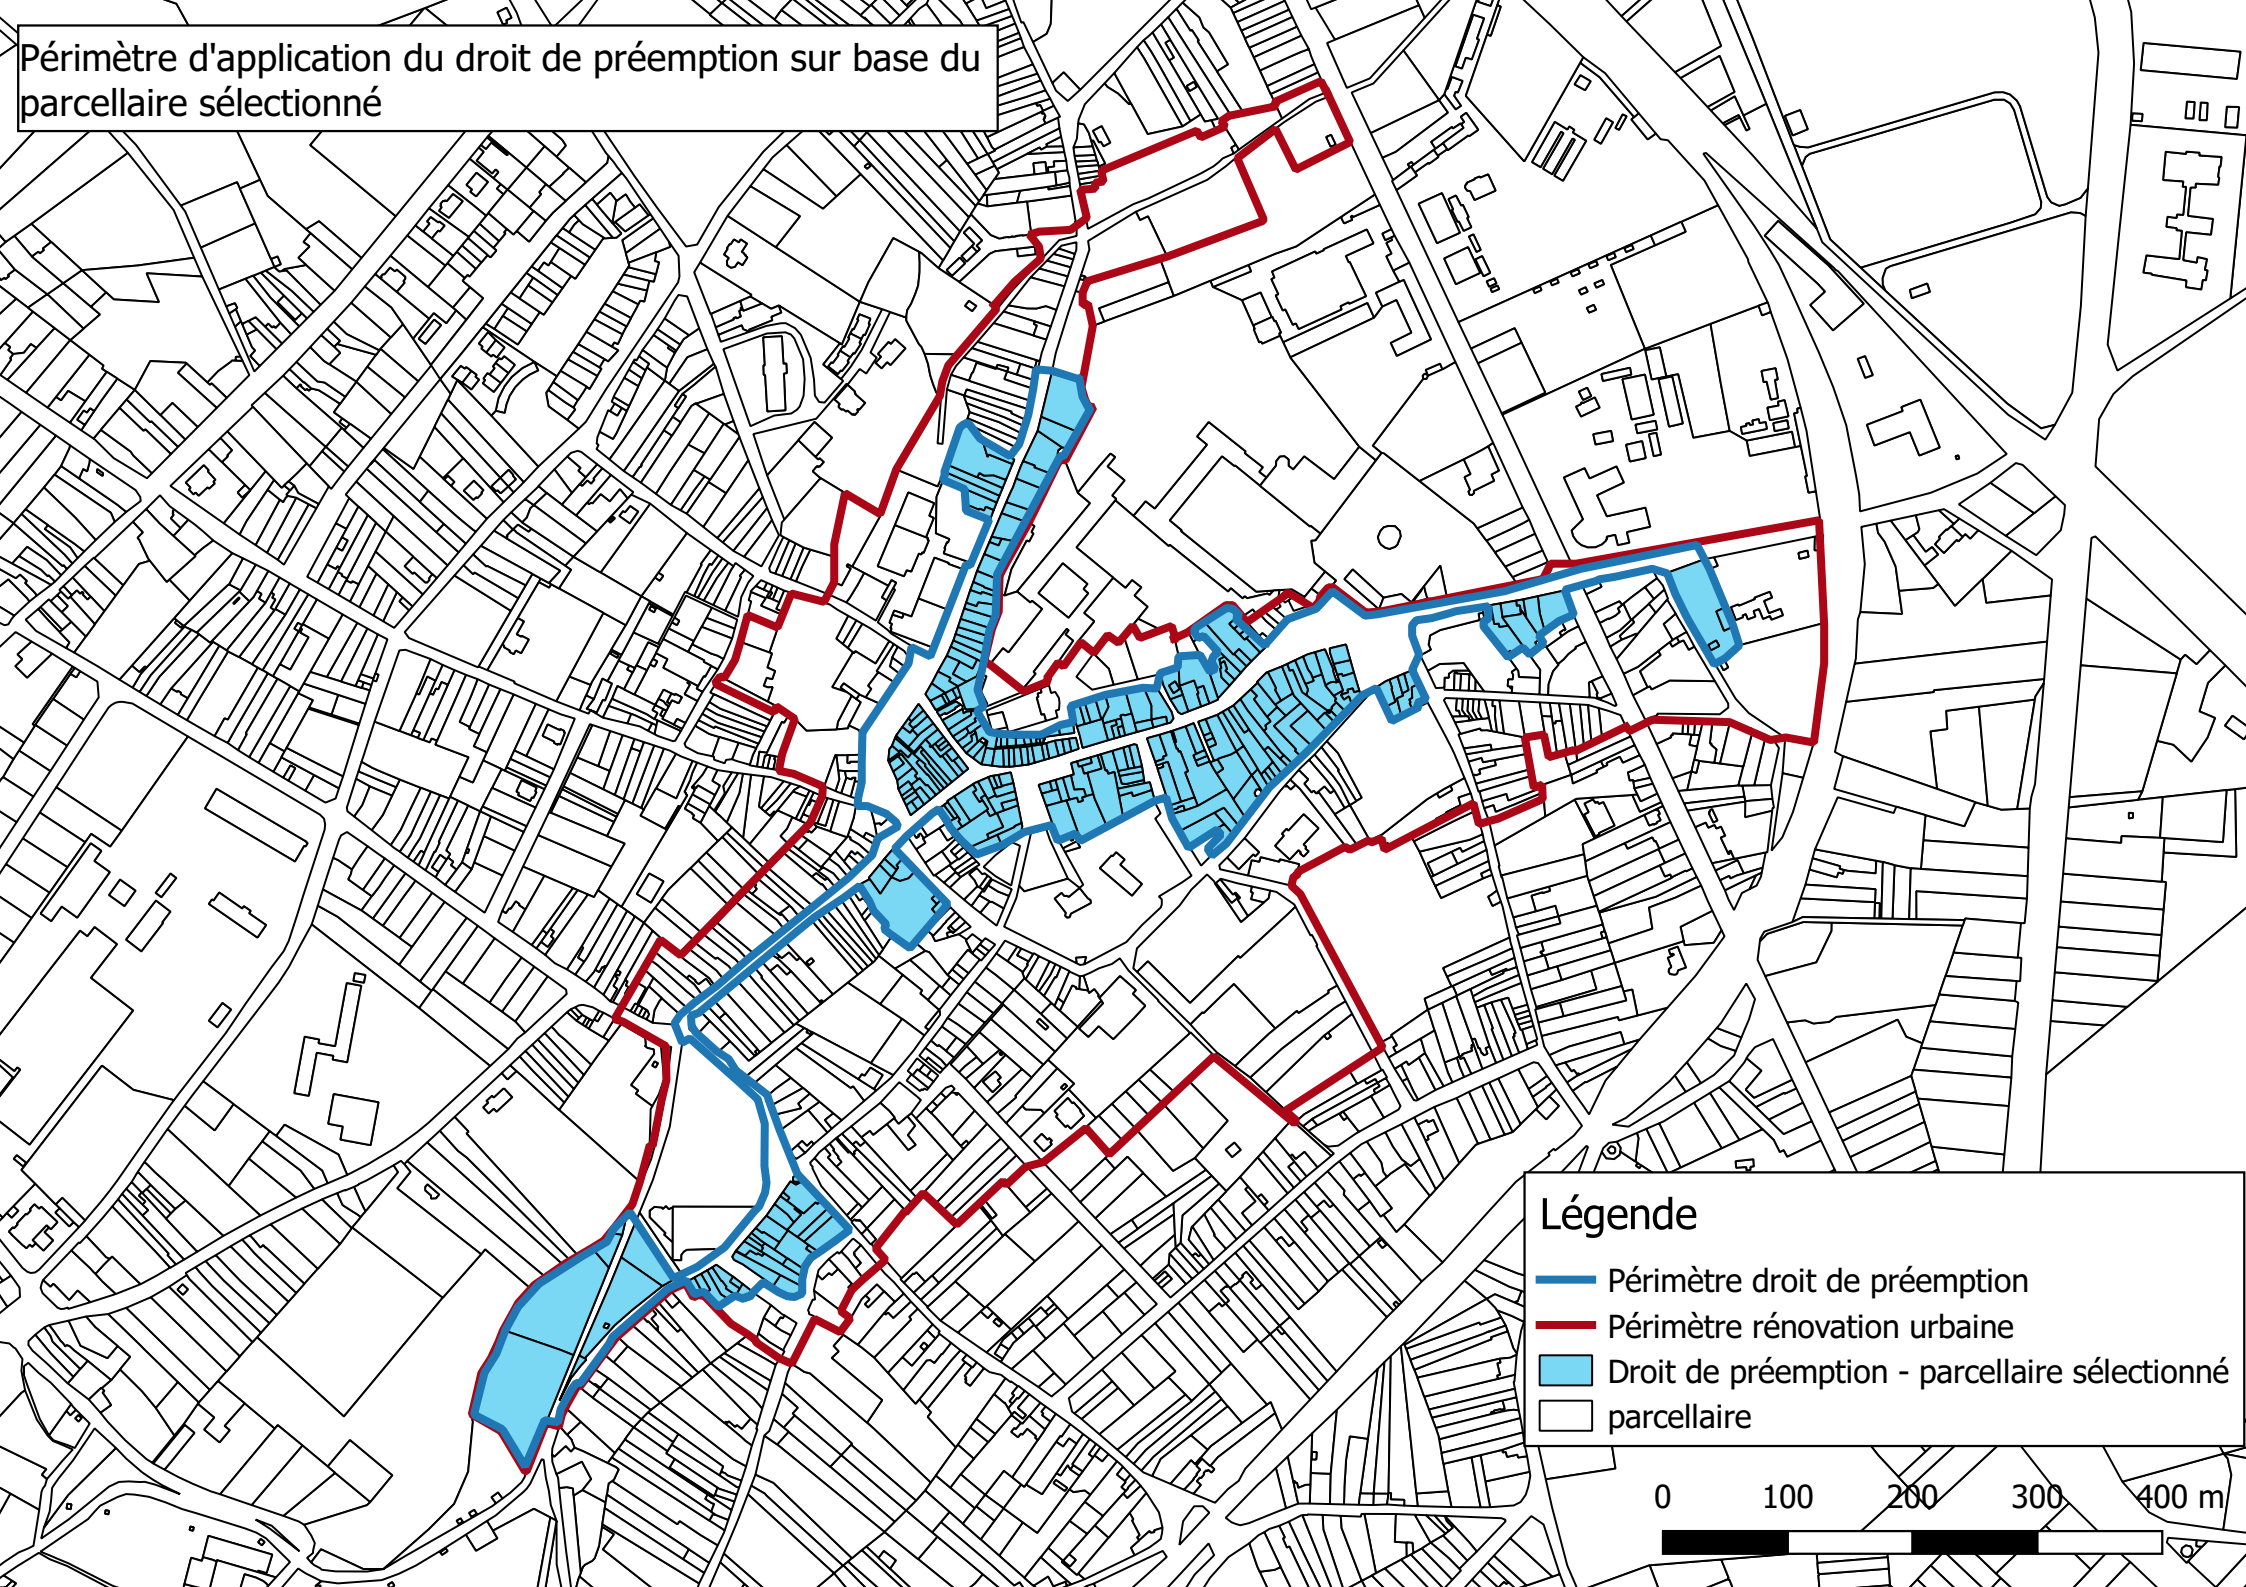 Périmètre d'application du droit de préemption sur base du
parcellaire sélectionné
Légende
Périmètre droit de préemption
Périmètre rénovation urbaine
Droit de préemption - parcellaire sélectionné
parcellaire
0 100 200 300 400 m